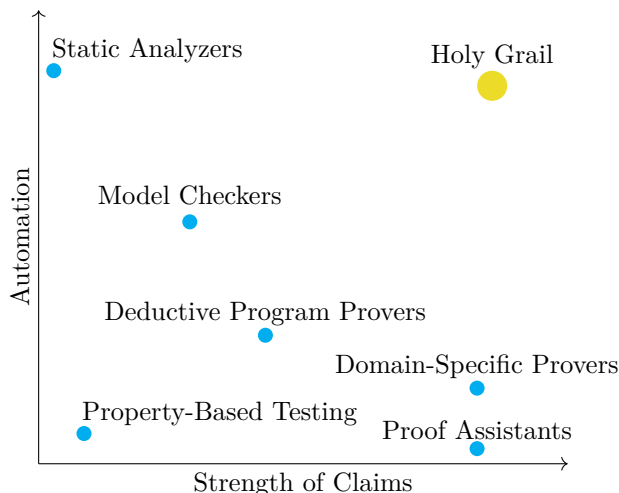 Static Analyzers
Holy Grail
Model Checkers
Automation
Deductive Program Provers
Domain-Specific Provers
Property-Based Testing
Proof Assistants
Strength of Claims